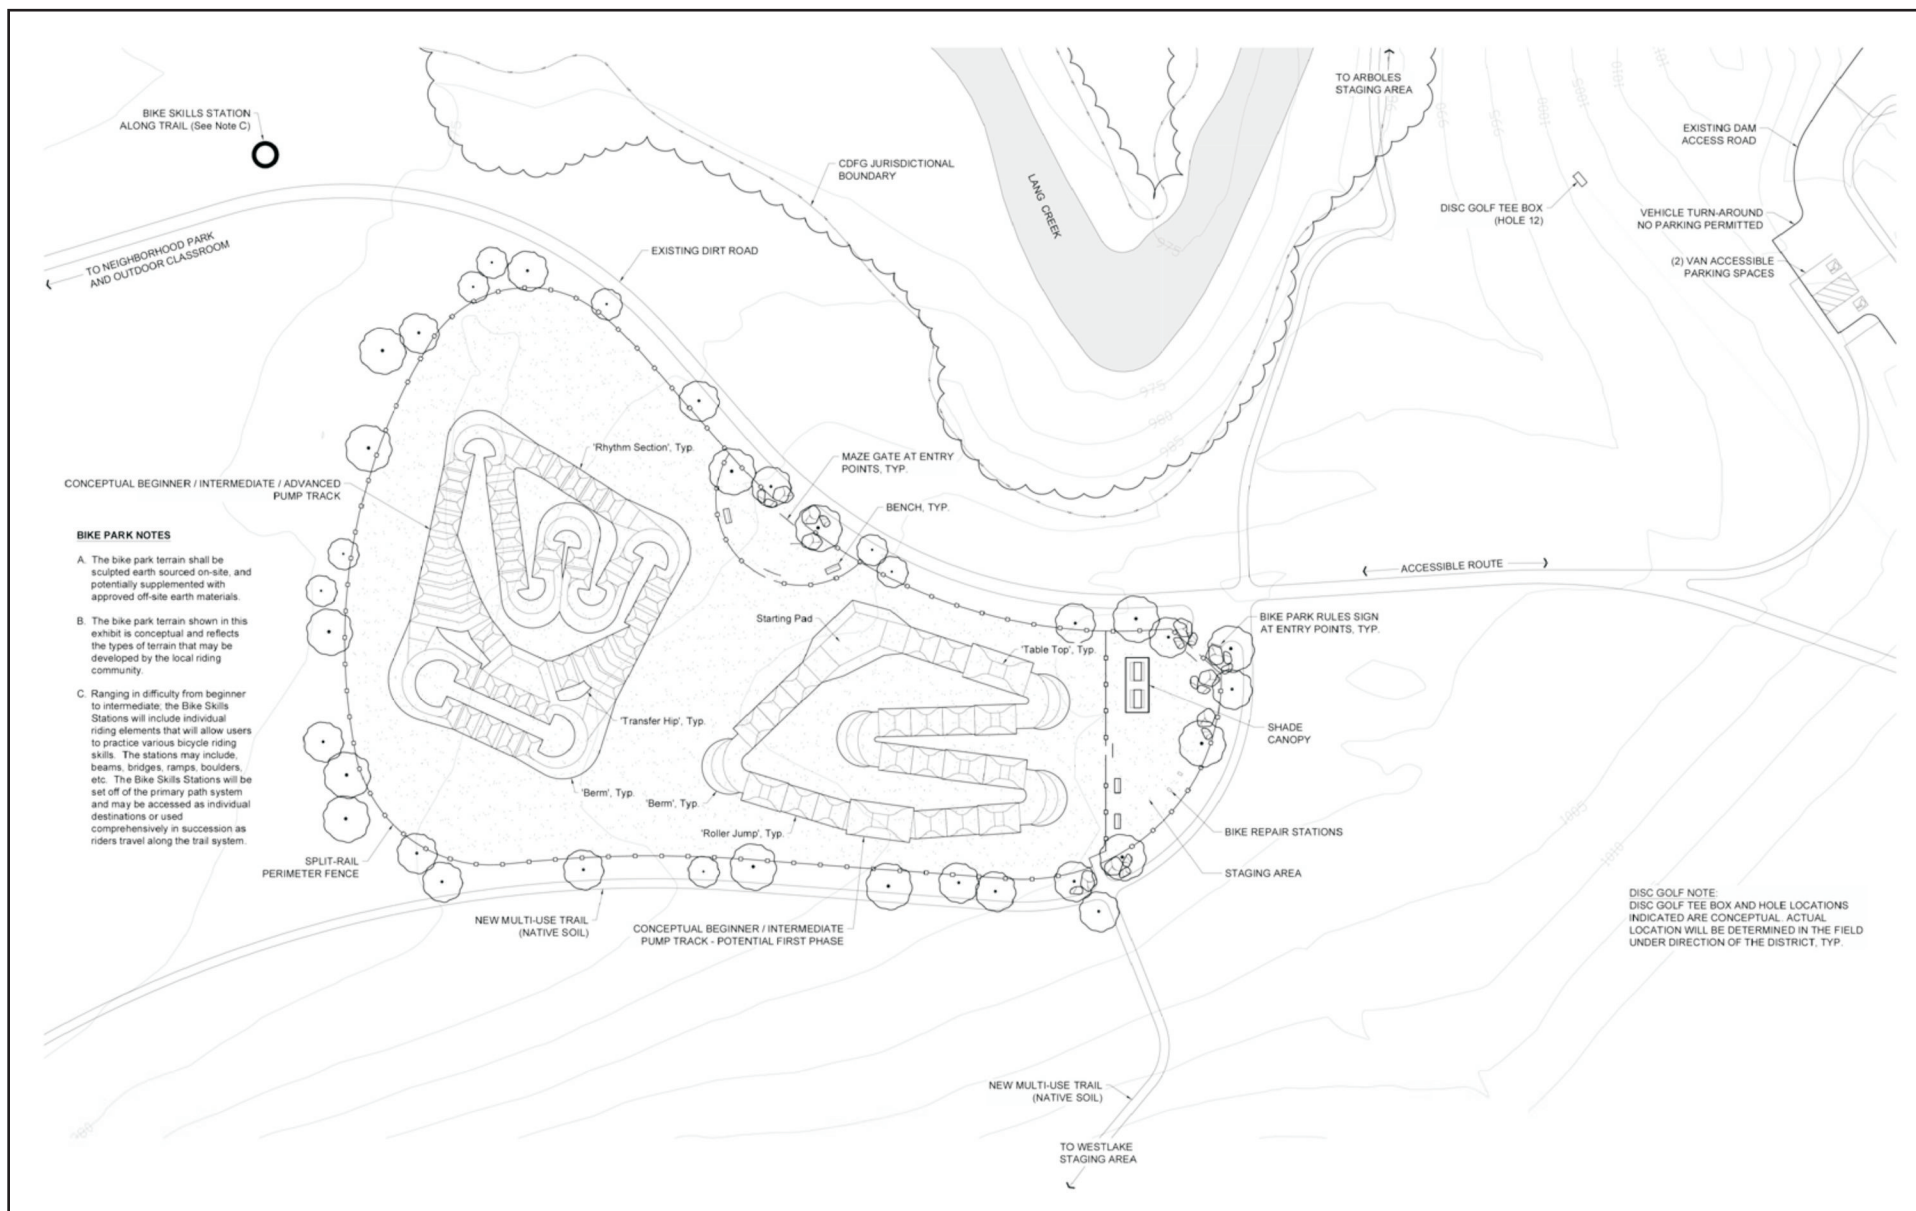 TO ARBOLES
STAGING AREA
BIKE SKILLS STATION
ALONG TRAIL (See Note C)
EXISTING DAM
ACCESS ROAD
CDFG JURISDICTIONAL
BOUNDARY
LANG CREEK
DISC GOLF TEE BOX
(HOLE 12)
VEHICLE TURN-AROUND
NO PARKING PERMITTED
(2) VAN ACCESSIBLE
PARKING SPACES
TO NEIGHBORHOOD PARK
AND OUTDOOR CLASSROOM
EXISTING DIRT ROAD
995
1000
1005
1010
975
975
980
'Rhythm Section', Typ.
MAZE GATE AT ENTRY
POINTS, TYP.
CONCEPTUAL BEGINNER / INTERMEDIATE / ADVANCED
PUMP TRACK
BENCH, TYP.
BIKE PARK NOTES
A. The bike park terrain shall be
sculpted earth sourced on-site, and
potentially supplemented with
approved off-site earth materials.
B. The bike park terrain shown in this
exhibit is conceptual and reflects
the types of terrain that may be
developed by the local riding
community.
C. Ranging in difficulty from beginner
to intermediate; the Bike Skills
Stations will include individual
riding elements that will allow users
to practice various bicycle riding
skills. The stations may include,
beams, bridges, ramps, boulders,
etc. The Bike Skills Stations will be
set off of the primary path system
and may be accessed as individual
destinations or used
comprehensively in succession as
riders travel along the trail system.
ACCESSIBLE ROUTE
Starting Pad
BIKE PARK RULES SIGN
AT ENTRY POINTS, TYP.
'Table Top', Typ.
'Transfer Hip', Typ.
SHADE
CANOPY
'Berm', Typ.
'Berm', Typ.
'Roller Jump', Typ.
BIKE REPAIR STATIONS
1005
1010
SPLIT-RAIL
PERIMETER FENCE
STAGING AREA
NEW MULTI-USE TRAIL
(NATIVE SOIL)
CONCEPTUAL BEGINNER / INTERMEDIATE
PUMP TRACK - POTENTIAL FIRST PHASE
DISC GOLF NOTE:
DISC GOLF TEE BOX AND HOLE LOCATIONS
INDICATED ARE CONCEPTUAL. ACTUAL
LOCATION WILL BE DETERMINED IN THE FIELD
UNDER DIRECTION OF THE DISTRICT, TYP.
NEW MULTI-USE TRAIL
(NATIVE SOIL)
TO WESTLAKE
STAGING AREA